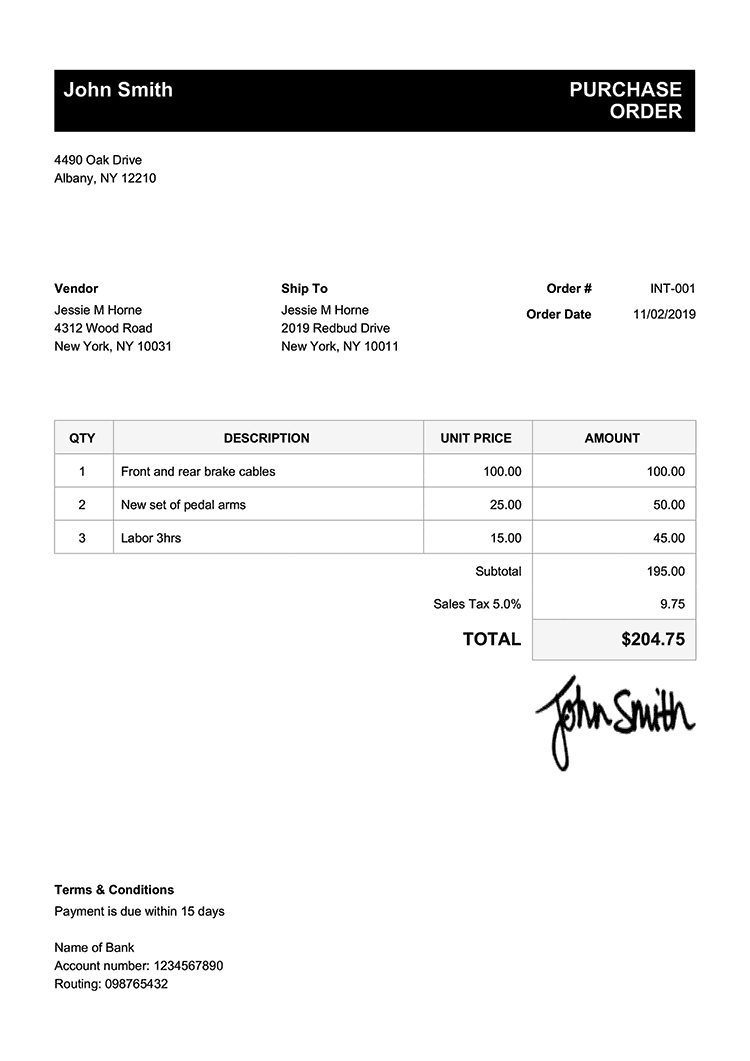 John Smith
PURCHASE
ORDER
4490 Oak Drive
Albany, NY 12210
Vendor
Jessie M Horne
4312 Wood Road
New York, NY 10031
Ship To
Jessie M Horne
2019 Redbud Drive
New York, NY 10011
Order # INT-001
Order Date 11/02/2019
QTY DESCRIPTION UNIT PRICE AMOUNT
1 Front and rear brake cables 100.00 100.00
2 New set of pedal arms 25.00 50.00
3 Labor 3hrs 15.00 45.00
Subtotal 195.00
Sales Tax 5.0% 9.75
TOTAL $204.75
John Smith
Terms & Conditions
Payment is due within 15 days
Name of Bank
Account number: 1234567890
Routing: 098765432